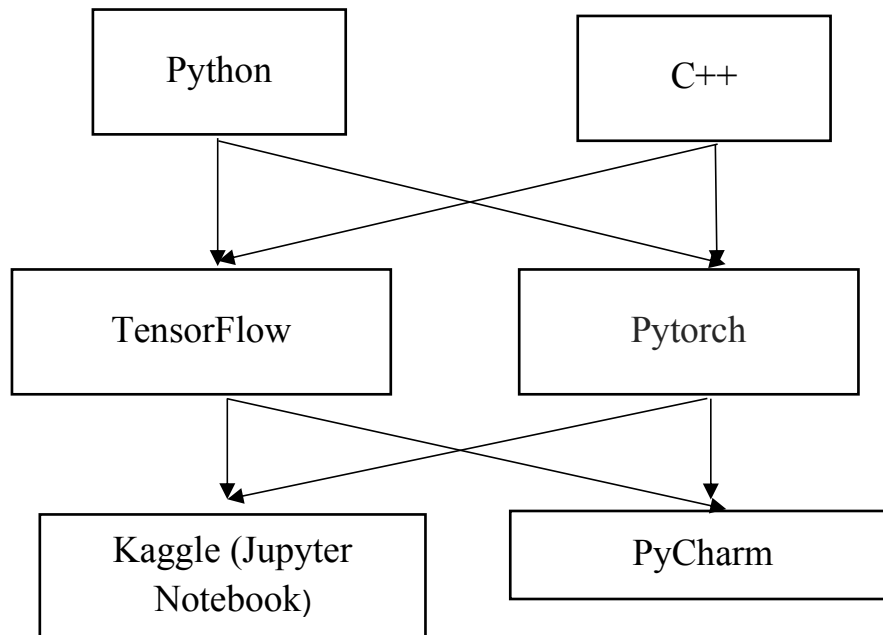 Python
C++
TensorFlow
Pytorch
Kaggle (Jupyter
Notebook)
PyCharm